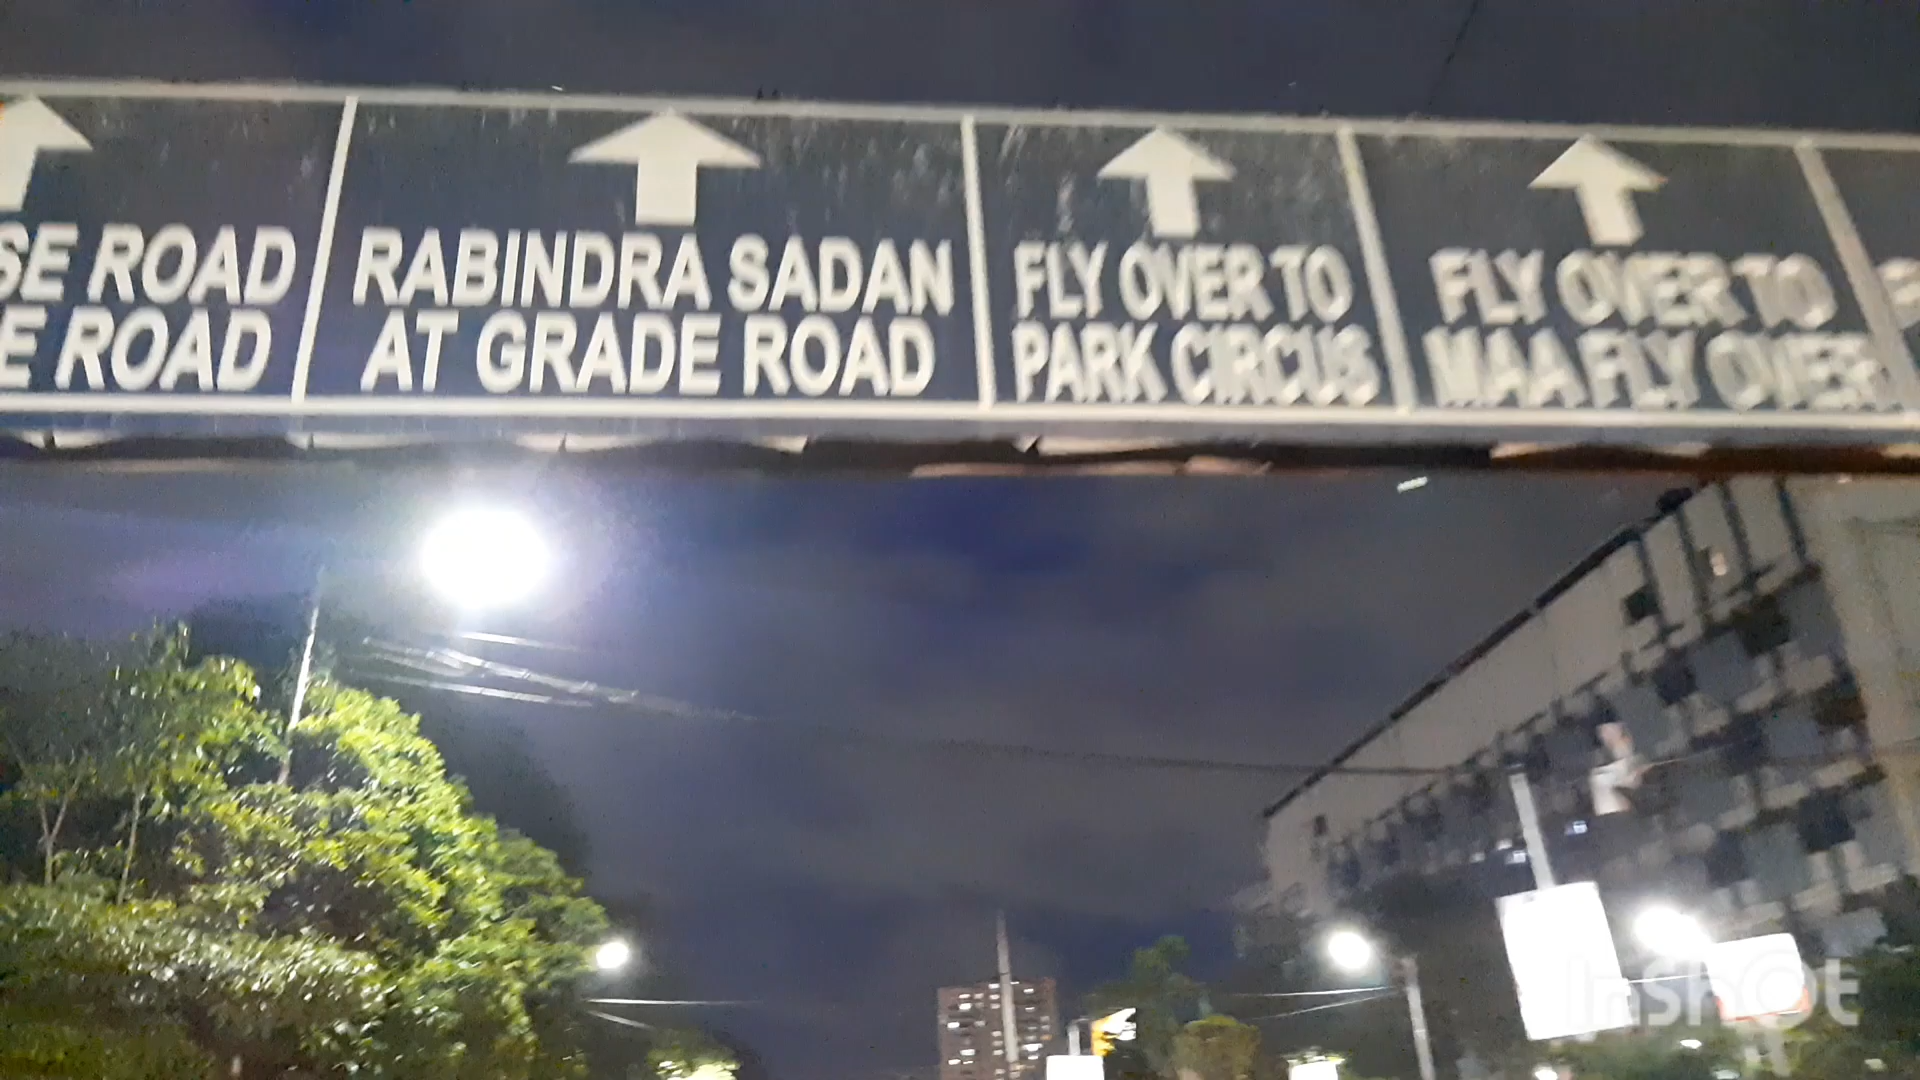 SE ROAD
E ROAD
RABINDRA SADAN
AT GRADE ROAD
FLY OVER TO
PARK CIRCUS
FLY OVER TO
MAA FLY OVER
InShot